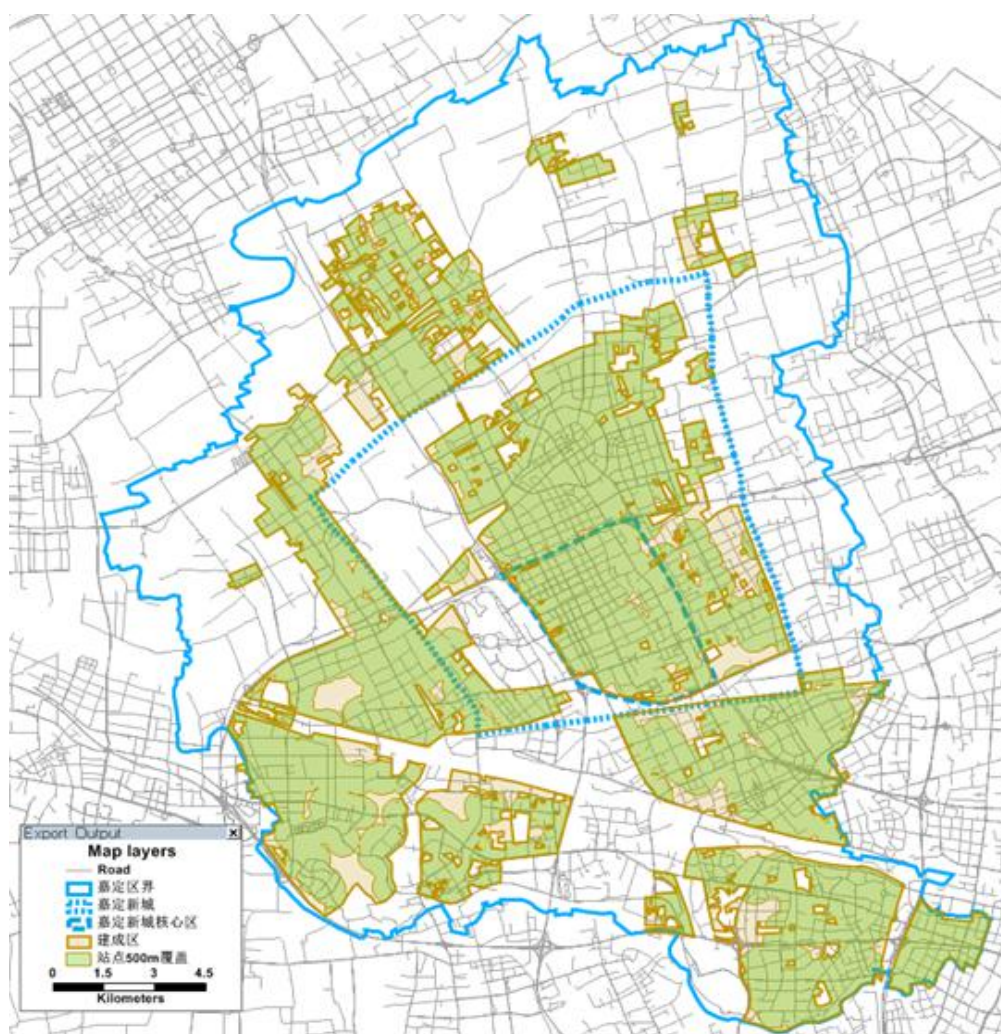 Export Output
Map layers
Road
嘉定区界
嘉定新城
嘉定新城核心区
建成区
站点500m覆盖
0 1.5 3 4.5
Kilometers